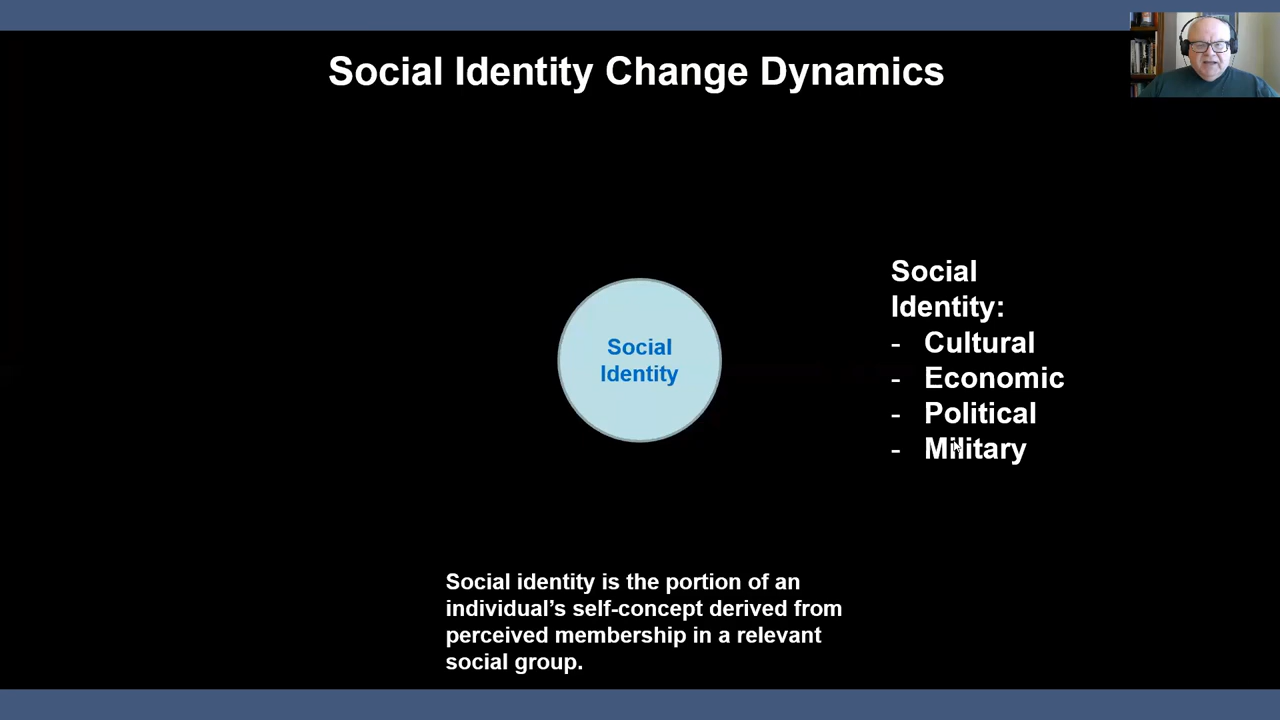 Social Identity Change Dynamics
Social
Identity
Social
Identity:
- Cultural
- Economic
- Political
- Military
Social identity is the portion of an
individual’s self-concept derived from
perceived membership in a relevant
social group.